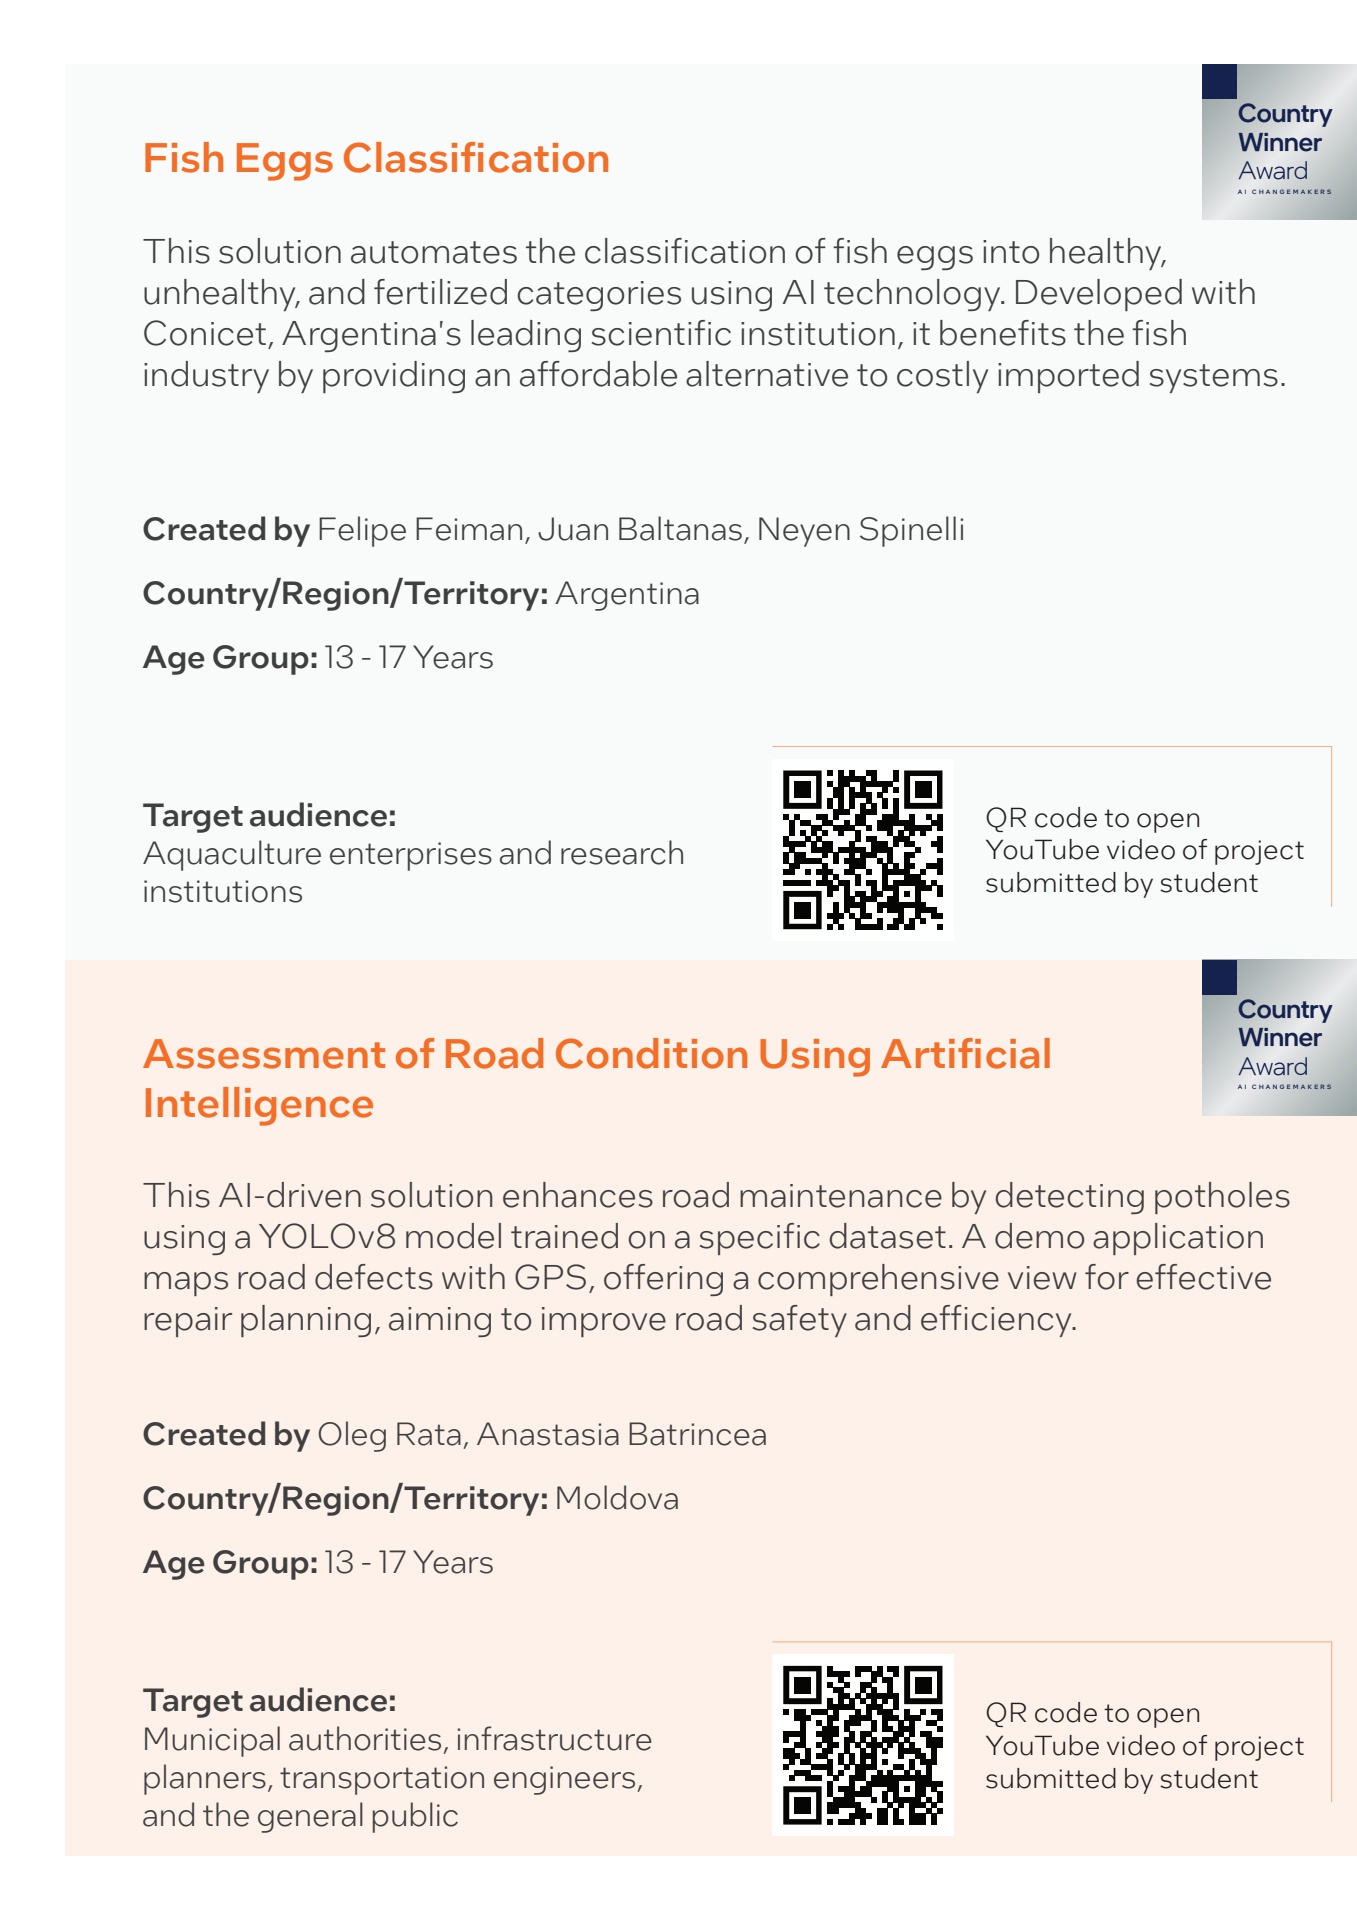 Country
Winner
Award
AI CHANGEMAKERS
Fish Eggs Classification
This solution automates the classification of fish eggs into healthy,
unhealthy, and fertilized categories using AI technology. Developed with
Conicet, Argentina's leading scientific institution, it benefits the fish
industry by providing an affordable alternative to costly imported systems.
Created by Felipe Feiman, Juan Baltanas, Neyen Spinelli
Country/Region/Territory: Argentina
Age Group: 13 - 17 Years
Target audience:
Aquaculture enterprises and research
institutions
QR code to open
YouTube video of project
submitted by student
Country
Winner
Award
AI CHANGEMAKERS
Assessment of Road Condition Using Artificial
Intelligence
This AI-driven solution enhances road maintenance by detecting potholes
using a YOLOv8 model trained on a specific dataset. A demo application
maps road defects with GPS, offering a comprehensive view for effective
repair planning, aiming to improve road safety and efficiency.
Created by Oleg Rata, Anastasia Batrincea
Country/Region/Territory: Moldova
Age Group: 13 - 17 Years
Target audience:
Municipal authorities, infrastructure
planners, transportation engineers,
and the general public
QR code to open
YouTube video of project
submitted by student